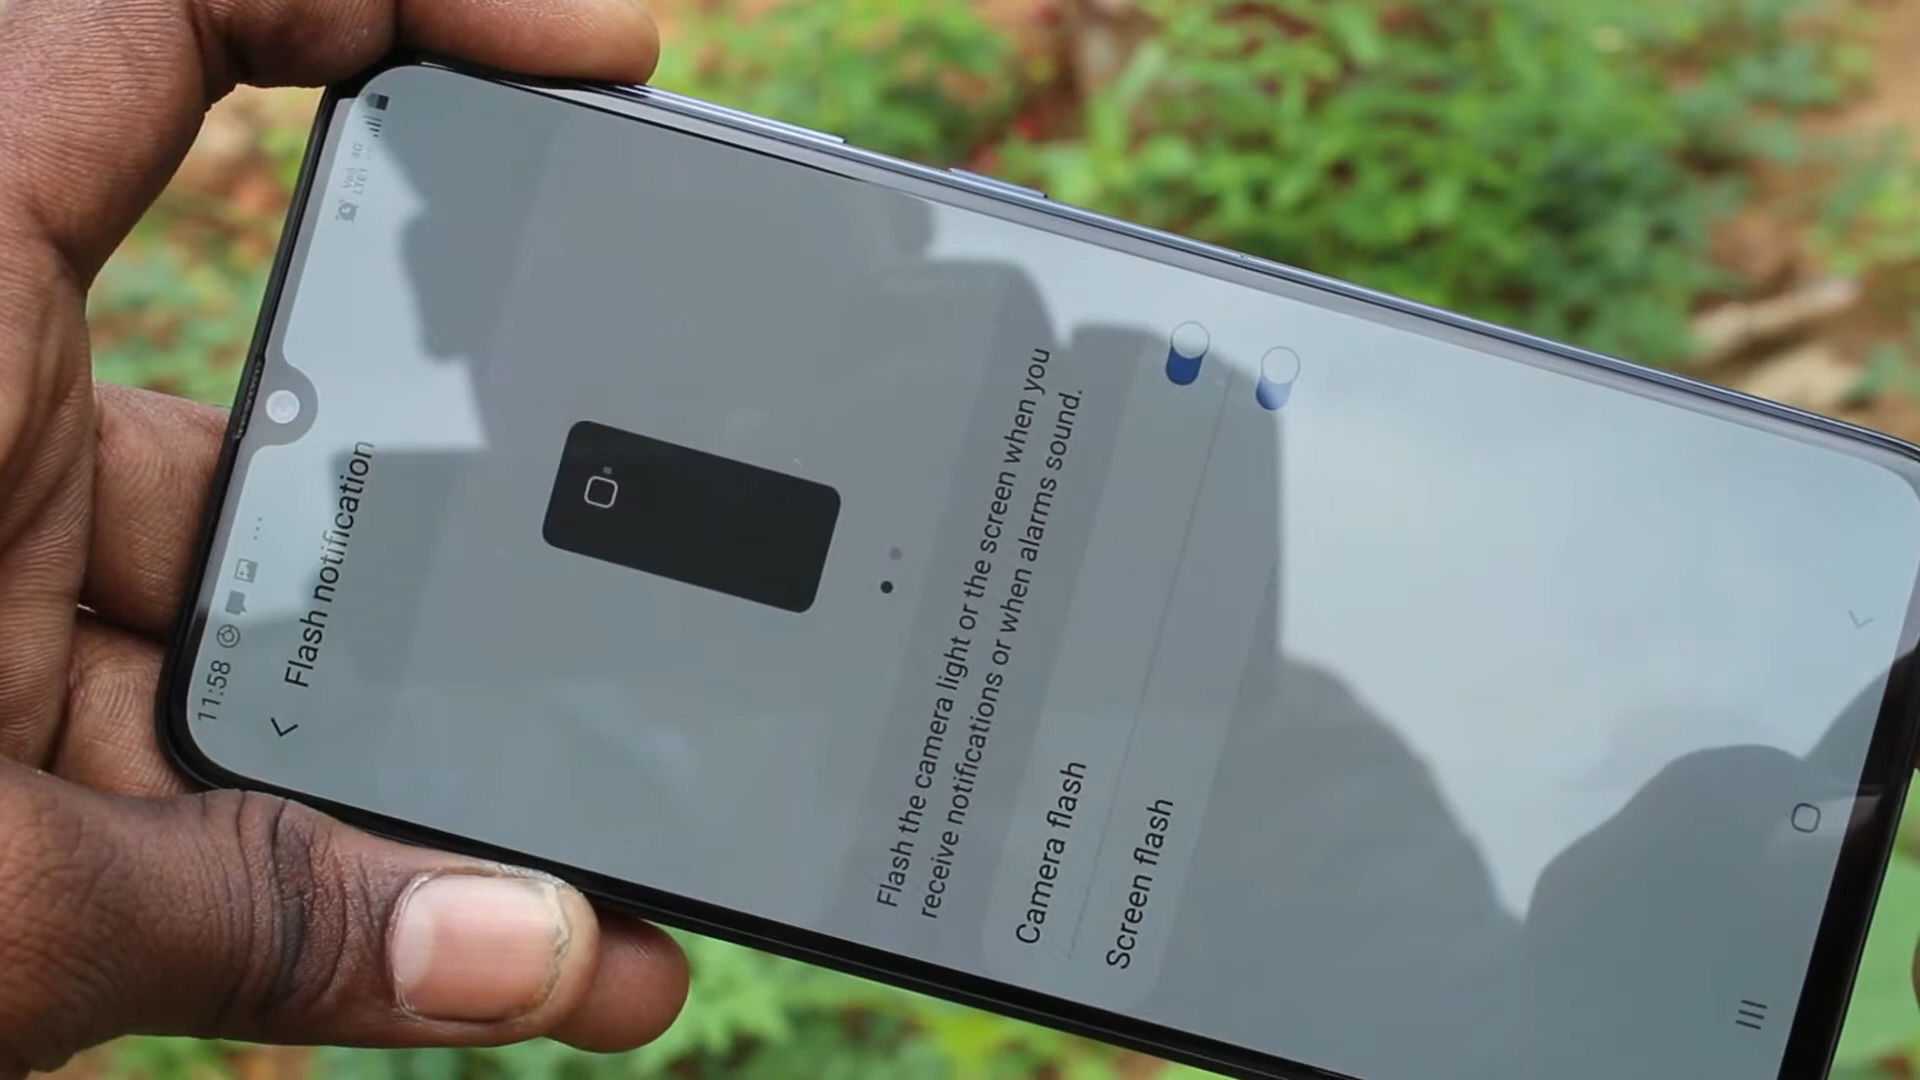 11:58
Flash notification
Flash the camera light or the screen when you
receive notifications or when alarms sound.
Camera flash
Screen flash